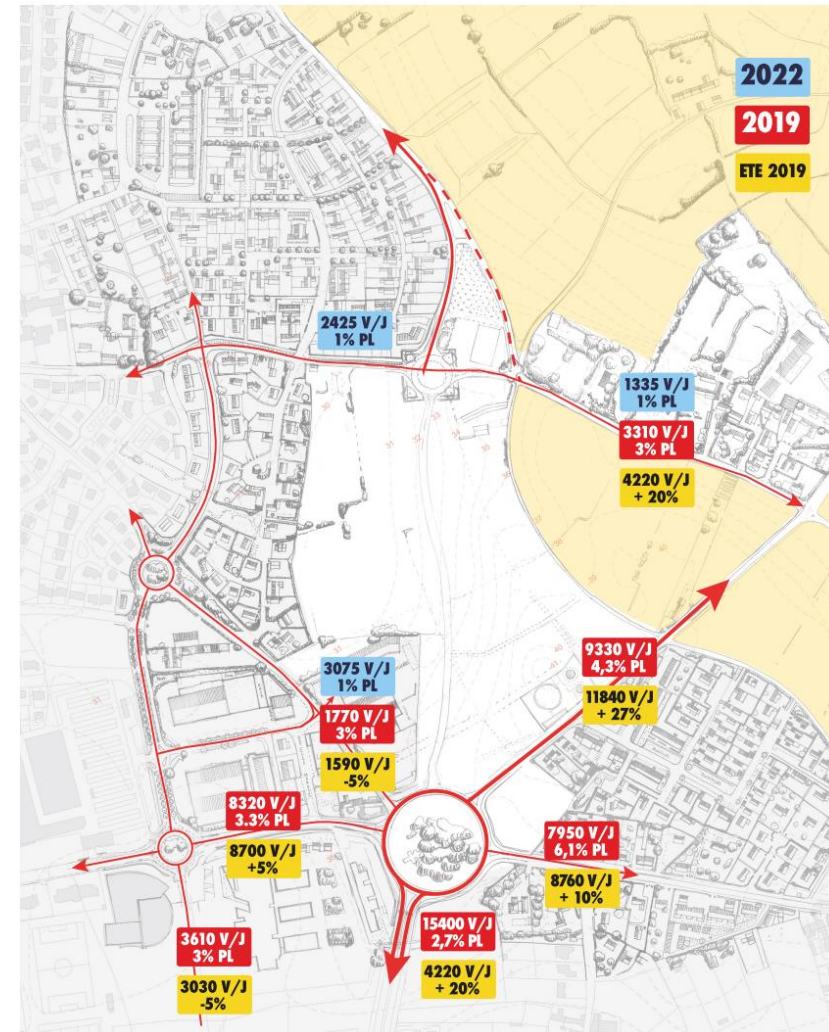 2022
2019
ETE 2019
2425 V/J
1% PL
1335 V/J
1% PL
3310 V/J
3% PL
4220 V/J
+ 20%
9330 V/J
4,3% PL
11840 V/J
+ 27%
3075 V/J
1% PL
1770 V/J
3% PL
1590 V/J
-5%
8320 V/J
3.3% PL
8700 V/J
+5%
7950 V/J
6,1% PL
8760 V/J
+ 10%
15400 V/J
2,7% PL
4220 V/J
+ 20%
3610 V/J
3% PL
3030 V/J
-5%